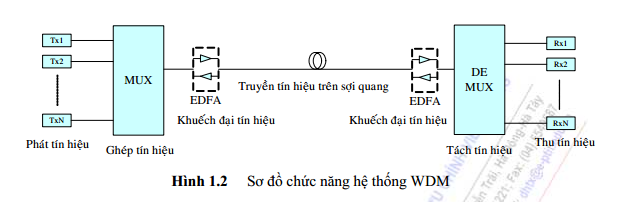 Tx1
Tx2
TxN
MUX
EDFA
Truyền tín hiệu trên sợi quang
EDFA
DE
MUX
Rx1
Rx2
RxN
Phát tín hiệu
Ghép tín hiệu
Khuếch đại tín hiệu
Khuếch đại tín hiệu
Tách tín hiệu
Thu tín hiệu
Hình 1.2 Sơ đồ chức năng hệ thống WDM